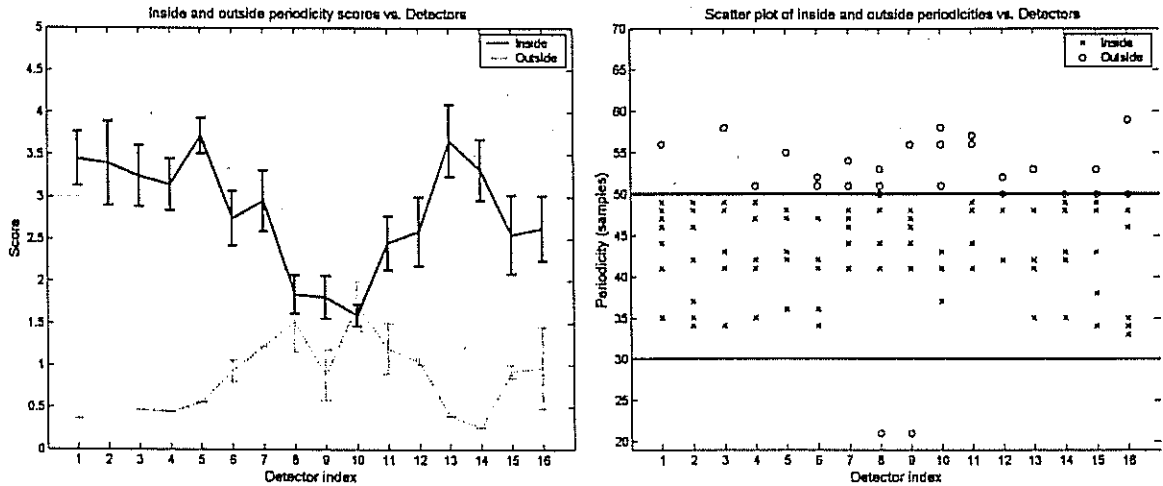 Inside and outside periodicity scores vs. Detectors
5
4.5
4
3.5
3
2.5
2
1.5
1
0.5
0
Score
Inside
Outside
1 2 3 4 5 6 7 8 9 10 11 12 13 14 15 16
Detector index
Scatter plot of inside and outside periodicities vs. Detectors
70
65
60
55
50
45
40
35
30
25
20
Periodicity (samples)
Inside
Outside
1 2 3 4 5 6 7 8 9 10 11 12 13 14 15 16
Detector index